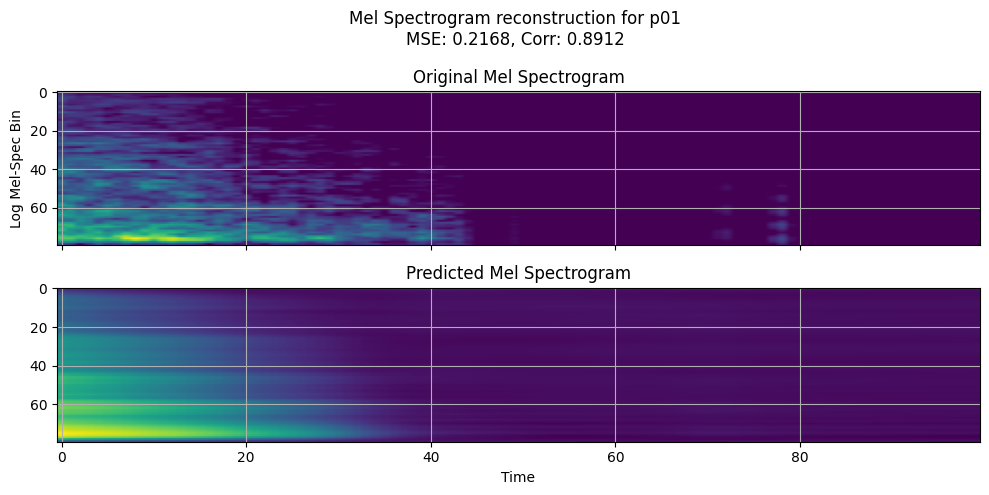 Mel Spectrogram reconstruction for p01
MSE: 0.2168, Corr: 0.8912
Original Mel Spectrogram
0
20
40
60
Log Mel-Spec Bin
Predicted Mel Spectrogram
0
20
40
60
0 20 40 60 80
Time